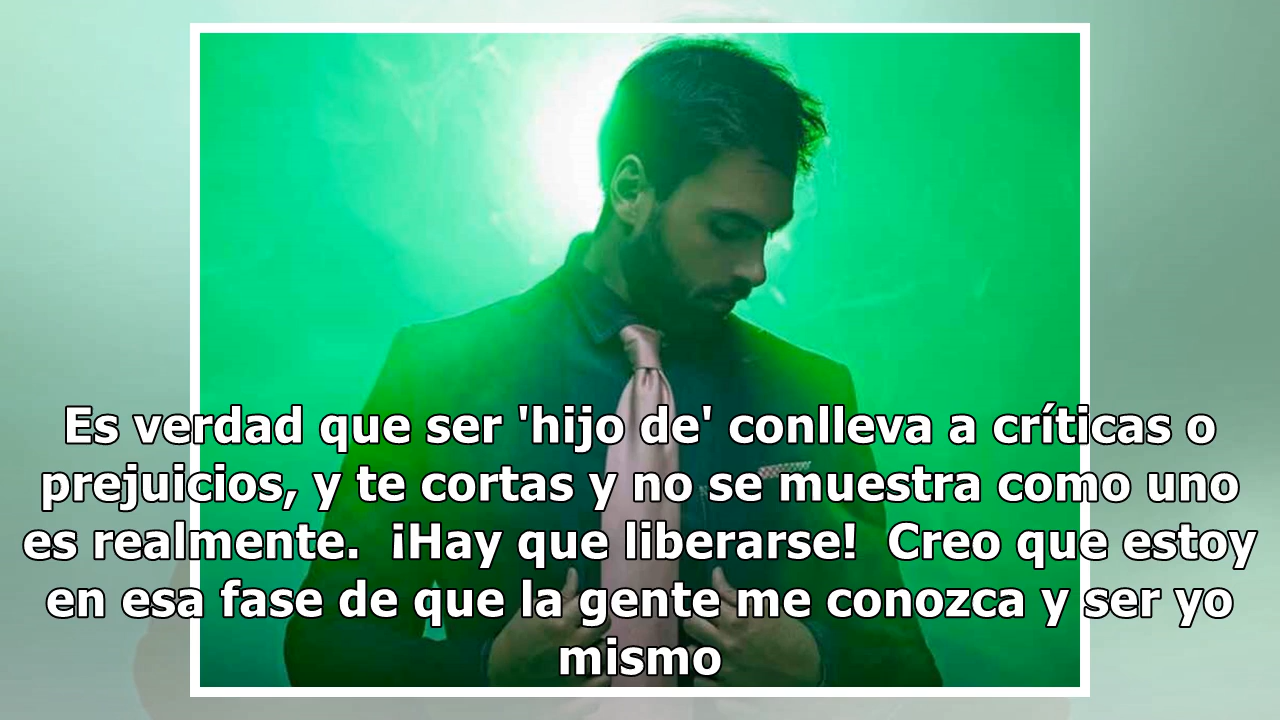 Es verdad que ser 'hijo de' conlleva a críticas o
prejuicios, y te cortas y no se muestra como uno
es realmente.  ¡Hay que liberarse!  Creo que estoy
en esa fase de que la gente me conozca y ser yo
mismo